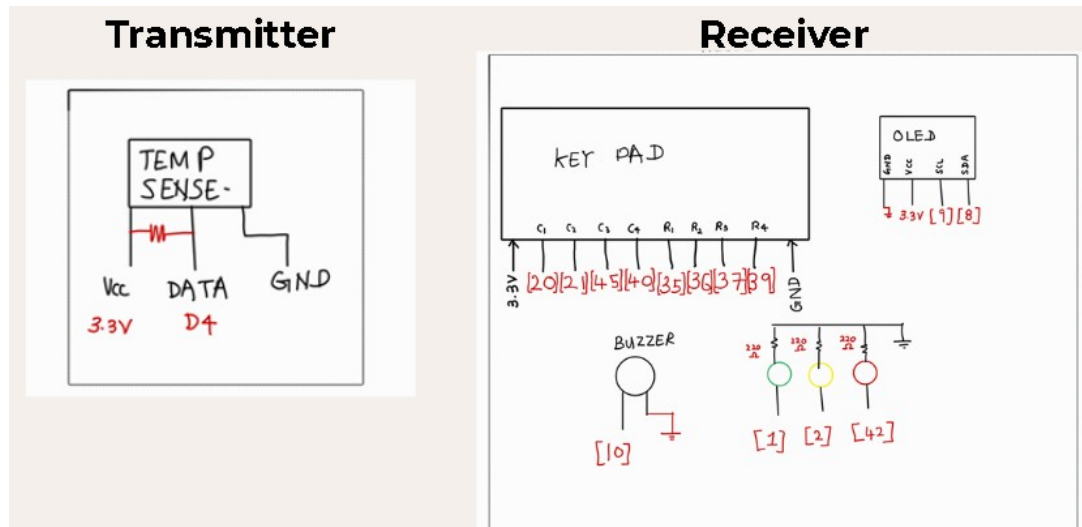 Transmitter
TEMP
SENSE-
Vcc DATA GND
3.3V D4
Receiver
KEY PAD
C1 C2 C3 C4 R1 R2 R3 R4
3.3V [20] [21] [45] [40] [35] [36] [37] [39] GND
OLED
GND VCC SCL SDA
3.3V [9] [8]
BUZZER
[10]
220 Ω 220 Ω 220 Ω
[1] [2] [42]